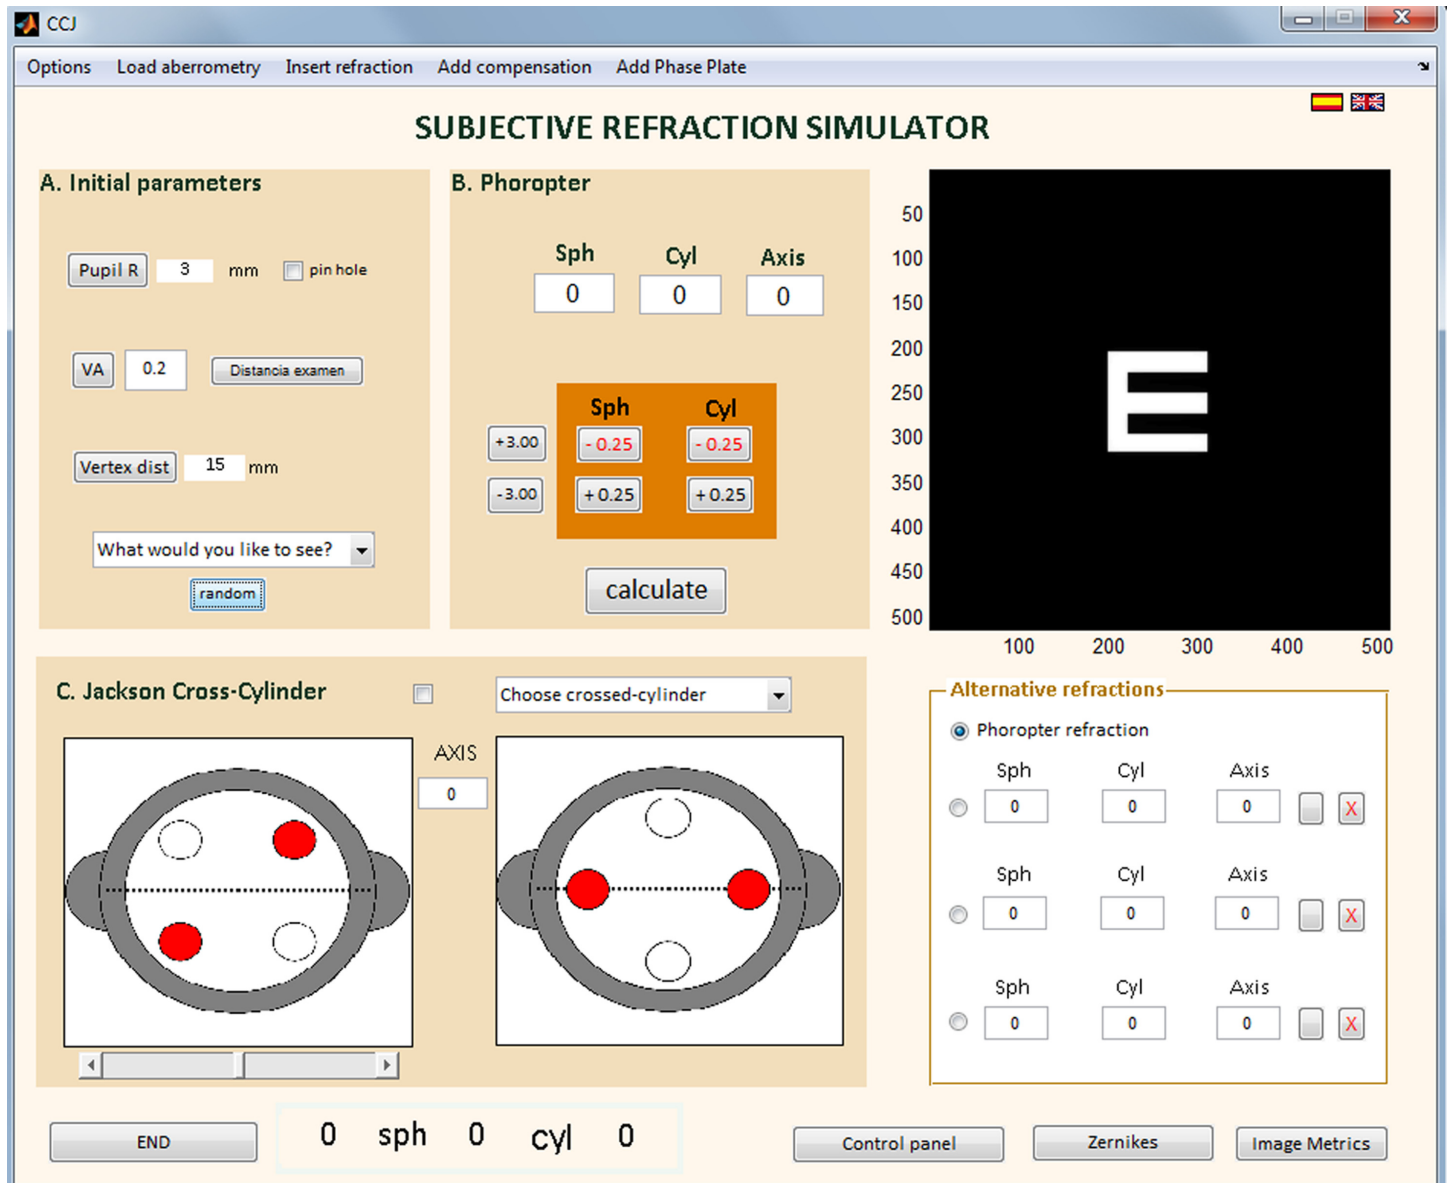 CCJ
X
Options Load aberrometry Insert refraction Add compensation Add Phase Plate
SUBJECTIVE REFRACTION SIMULATOR
A. Initial parameters
Pupil R 3 mm pin hole
VA 0.2 Distancia examen
Vertex dist 15 mm
What would you like to see?
random
B. Phoropter
Sph Cyl Axis
0 0 0
Sph Cyl
+3.00 - 0.25 - 0.25
-3.00 + 0.25 + 0.25
calculate
50
100
150
200
250
300
350
400
450
500
E
100 200 300 400 500
C. Jackson Cross-Cylinder
Choose crossed-cylinder
AXIS
0
Alternative refractions
Phoropter refraction
Sph Cyl Axis
0 0 0 X
Sph Cyl Axis
0 0 0 X
Sph Cyl Axis
0 0 0 X
END
0 sph 0 cyl 0
Control panel Zernikes Image Metrics